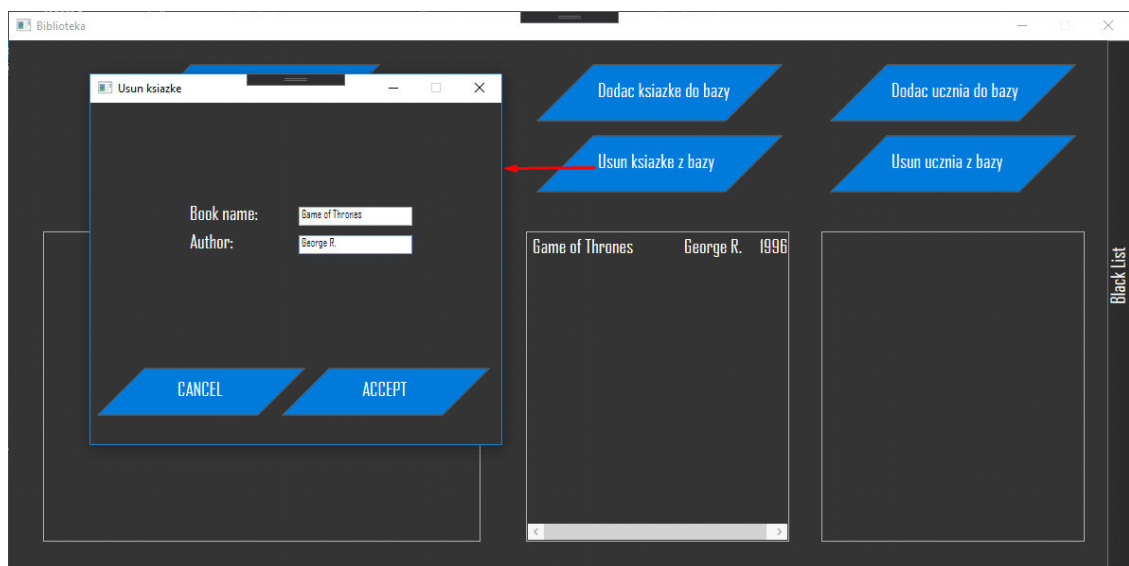 Biblioteka
Usun ksiazke
Dodac ksiazke do bazy
Dodac ucznia do bazy
Usun ksiazke z bazy
Usun ucznia z bazy
Book name: Game of Thrones
Author: George R.
CANCEL ACCEPT
Game of Thrones George R. 1996
Black List